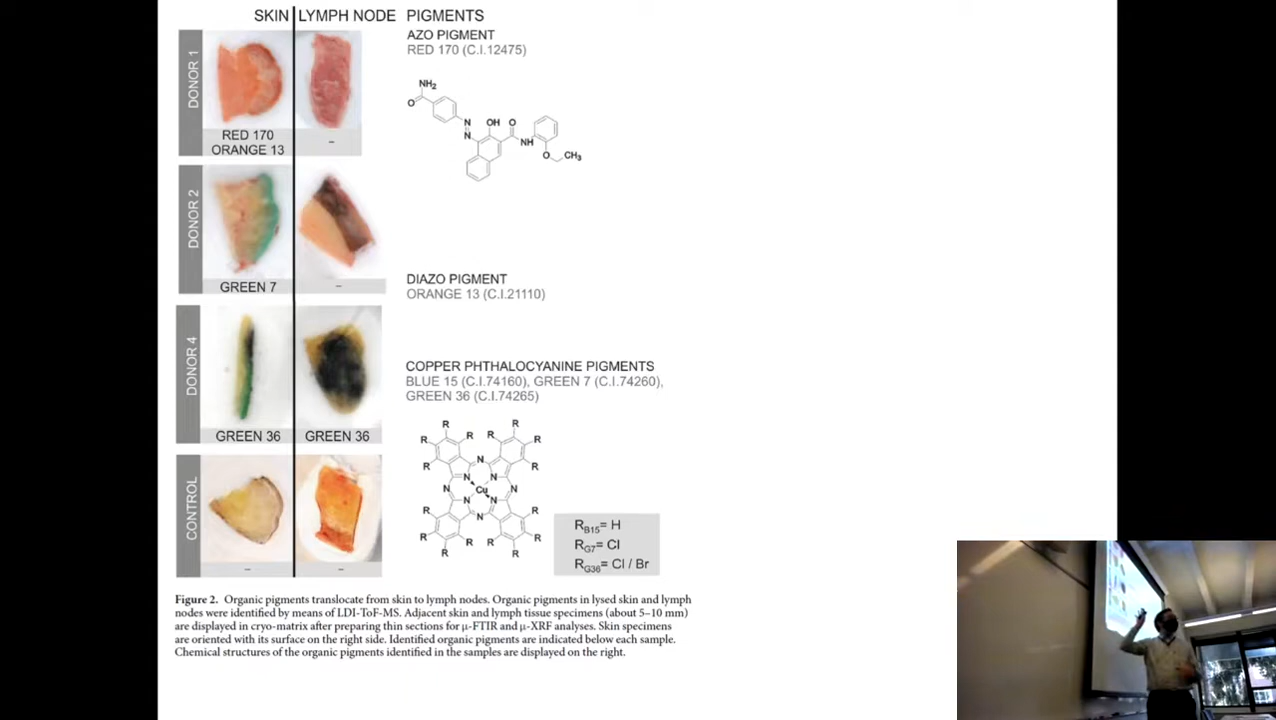 SKIN LYMPH NODE PIGMENTS
AZO PIGMENT
RED 170 (C.I.12475)
DONOR 1
NH2
O
N
N
OH
O
NH
O
CH3
RED 170
ORANGE 13
–
DONOR 2
GREEN 7
–
DIAZO PIGMENT
ORANGE 13 (C.I.21110)
DONOR 4
GREEN 36
GREEN 36
COPPER PHTHALOCYANINE PIGMENTS
BLUE 15 (C.I.74160), GREEN 7 (C.I.74260),
GREEN 36 (C.I.74265)
R R
R R R R
R R
N
N N
N Cu N
N N
N
R R
R R R R
R R
RB15= H
RG7= Cl
RG36= Cl / Br
CONTROL
–
–
Figure 2. Organic pigments translocate from skin to lymph nodes. Organic pigments in lysed skin and lymph
nodes were identified by means of LDI-ToF-MS. Adjacent skin and lymph tissue specimens (about 5–10 mm)
are displayed in cryo-matrix after preparing thin sections for μ-FTIR and μ-XRF analyses. Skin specimens
are oriented with its surface on the right side. Identified organic pigments are indicated below each sample.
Chemical structures of the organic pigments identified in the samples are displayed on the right.